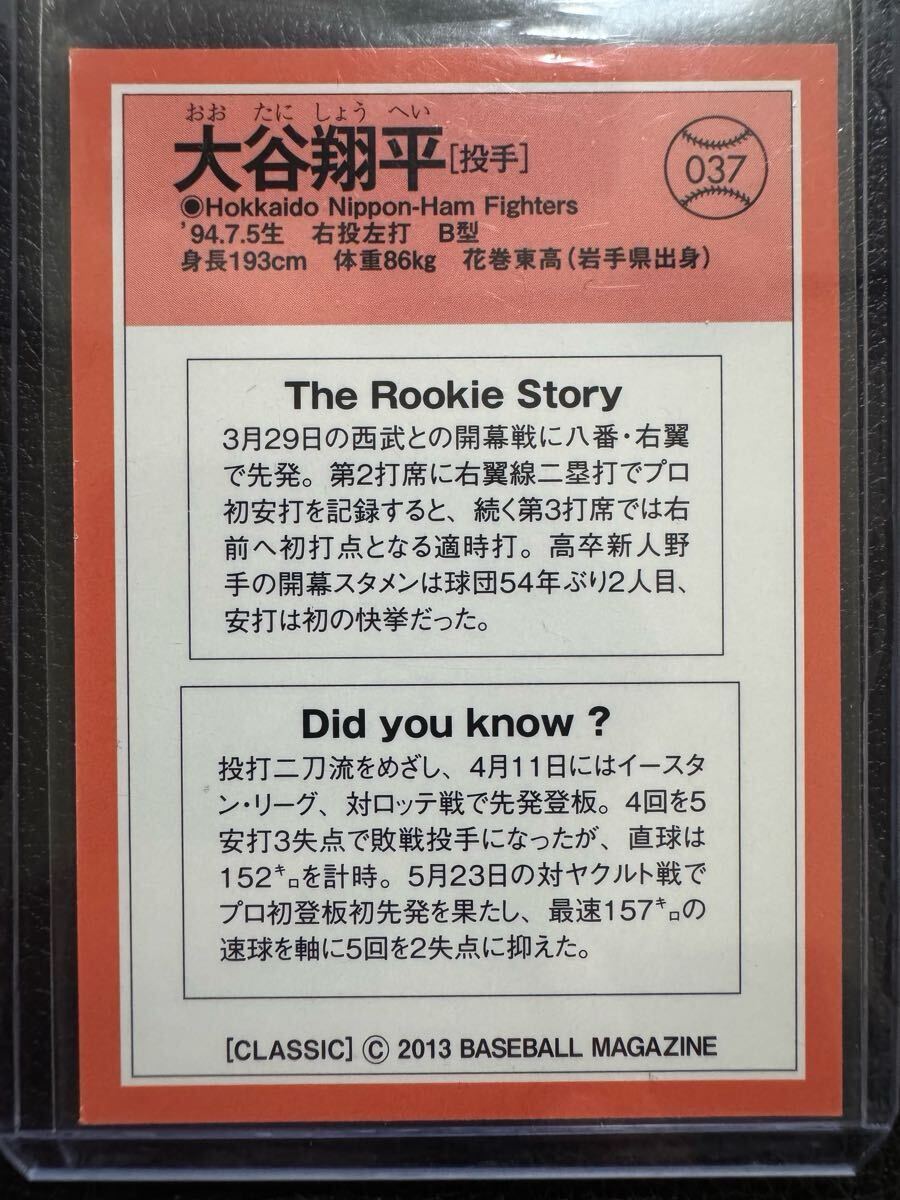 おおたにしょうへい
大谷翔平[投手]
037
◉Hokkaido Nippon-Ham Fighters
'94.7.5生 右投左打 B型
身長193cm 体重86kg 花巻東高(岩手県出身)
The Rookie Story
3月29日の西武との開幕戦に八番・右翼
で先発。第2打席に右翼線二塁打でプロ
初安打を記録すると、続く第3打席では右
前へ初打点となる適時打。高卒新人野
手の開幕スタメンは球団54年ぶり2人目、
安打は初の快挙だった。
Did you know ?
投打二刀流をめざし、4月11日にはイースタ
ン・リーグ、対ロッテ戦で先発登板。4回を5
安打3失点で敗戦投手になったが、直球は
152㌔を計時。5月23日の対ヤクルト戦で
プロ初登板初先発を果たし、最速157㌔の
速球を軸に5回を2失点に抑えた。
[CLASSIC] © 2013 BASEBALL MAGAZINE